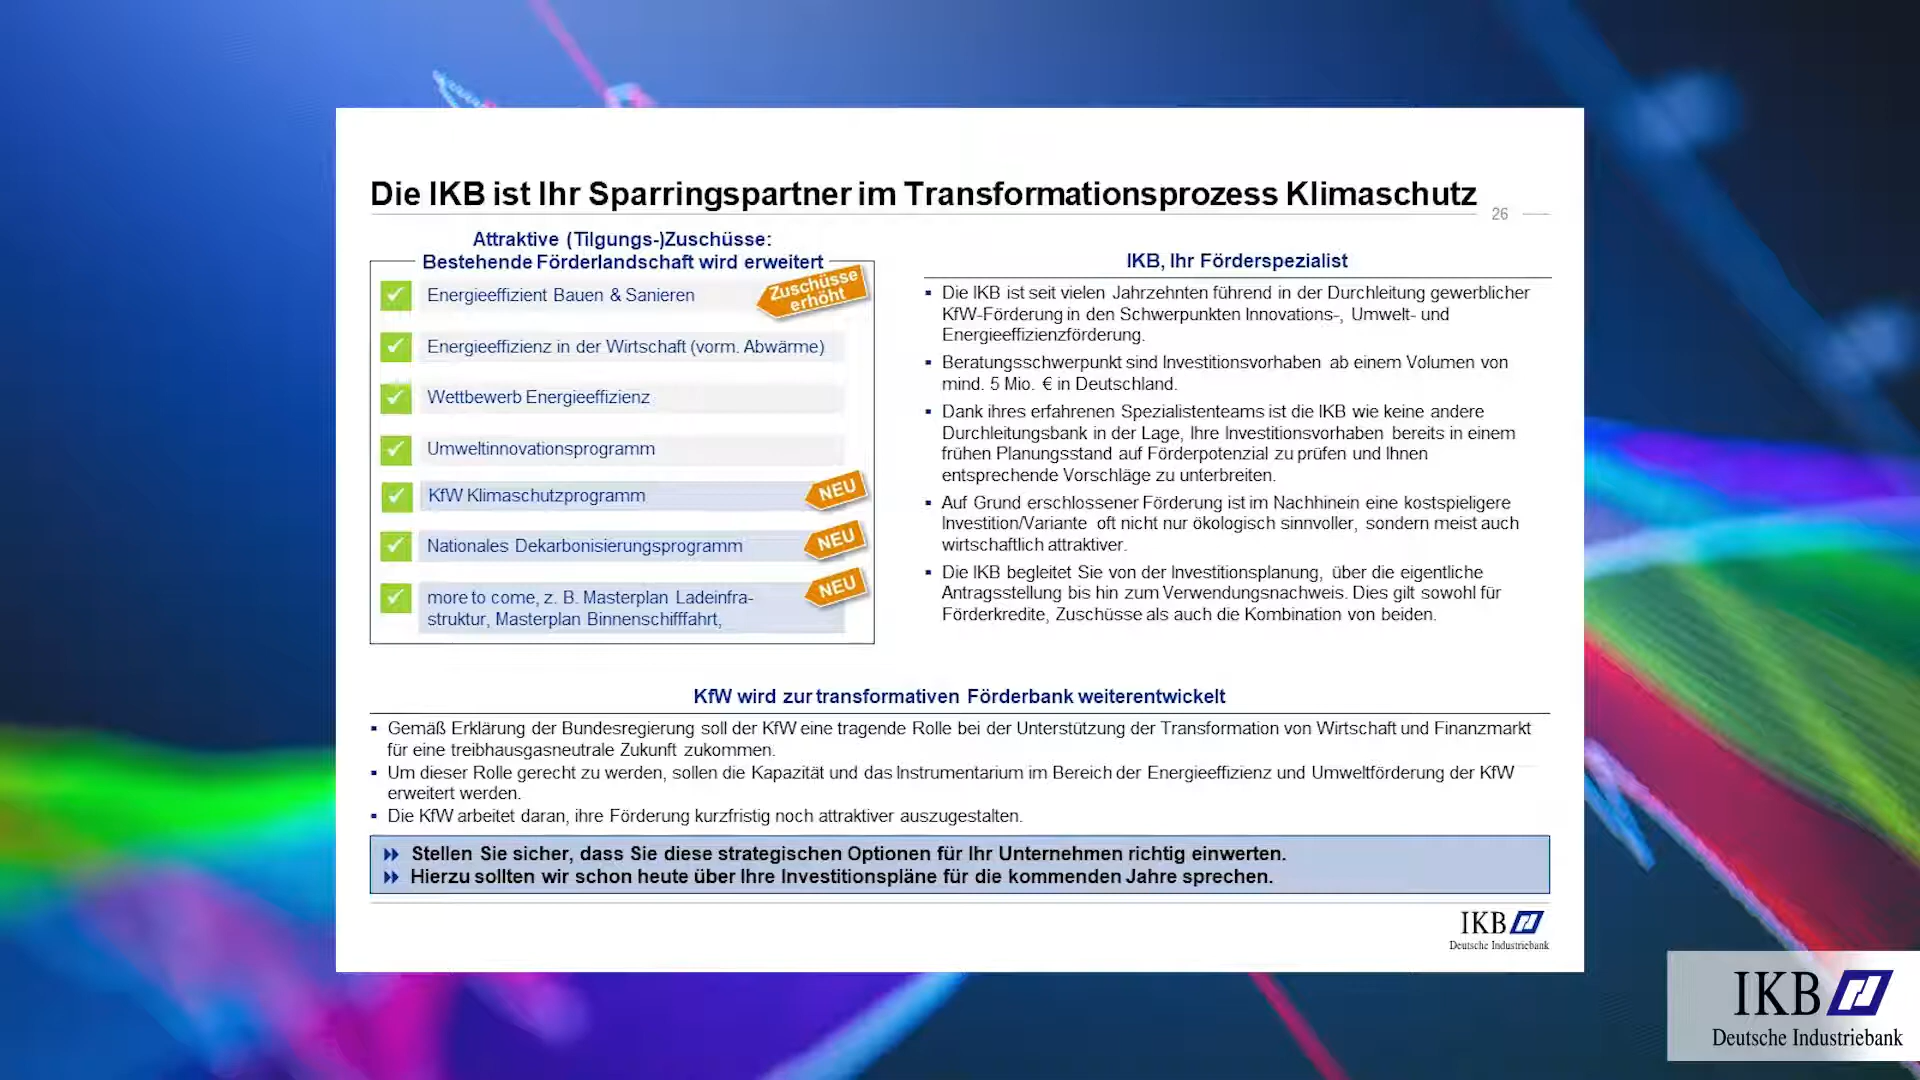 Die IKB ist Ihr Sparringspartner im Transformationsprozess Klimaschutz
26
Attraktive (Tilgungs-)Zuschüsse:
Bestehende Förderlandschaft wird erweitert
Energieeffizient Bauen & Sanieren
Zuschüsse
erhöht
Energieeffizienz in der Wirtschaft (vorm. Abwärme)
Wettbewerb Energieeffizienz
Umweltinnovationsprogramm
KfW Klimaschutzprogramm
NEU
Nationales Dekarbonisierungsprogramm
NEU
more to come, z. B. Masterplan Ladeinfra-
struktur, Masterplan Binnenschifffahrt,
NEU
IKB, Ihr Förderspezialist
▪ Die IKB ist seit vielen Jahrzehnten führend in der Durchleitung gewerblicher
KfW-Förderung in den Schwerpunkten Innovations-, Umwelt- und
Energieeffizienzförderung.
▪ Beratungsschwerpunkt sind Investitionsvorhaben ab einem Volumen von
mind. 5 Mio. € in Deutschland.
▪ Dank ihres erfahrenen Spezialistenteams ist die IKB wie keine andere
Durchleitungsbank in der Lage, Ihre Investitionsvorhaben bereits in einem
frühen Planungsstand auf Förderpotenzial zu prüfen und Ihnen
entsprechende Vorschläge zu unterbreiten.
▪ Auf Grund erschlossener Förderung ist im Nachhinein eine kostspieligere
Investition/Variante oft nicht nur ökologisch sinnvoller, sondern meist auch
wirtschaftlich attraktiver.
▪ Die IKB begleitet Sie von der Investitionsplanung, über die eigentliche
Antragsstellung bis hin zum Verwendungsnachweis. Dies gilt sowohl für
Förderkredite, Zuschüsse als auch die Kombination von beiden.
KfW wird zur transformativen Förderbank weiterentwickelt
▪ Gemäß Erklärung der Bundesregierung soll der KfW eine tragende Rolle bei der Unterstützung der Transformation von Wirtschaft und Finanzmarkt
für eine treibhausgasneutrale Zukunft zukommen.
▪ Um dieser Rolle gerecht zu werden, sollen die Kapazität und das Instrumentarium im Bereich der Energieeffizienz und Umweltförderung der KfW
erweitert werden.
▪ Die KfW arbeitet daran, ihre Förderung kurzfristig noch attraktiver auszugestalten.
Stellen Sie sicher, dass Sie diese strategischen Optionen für Ihr Unternehmen richtig einwerten.
Hierzu sollten wir schon heute über Ihre Investitionspläne für die kommenden Jahre sprechen.
IKB
Deutsche Industriebank
IKB
Deutsche Industriebank